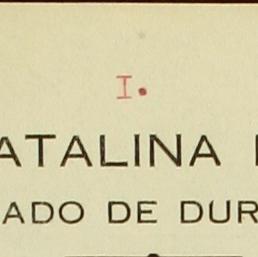 I.
ATALINA
ADO DE DUR